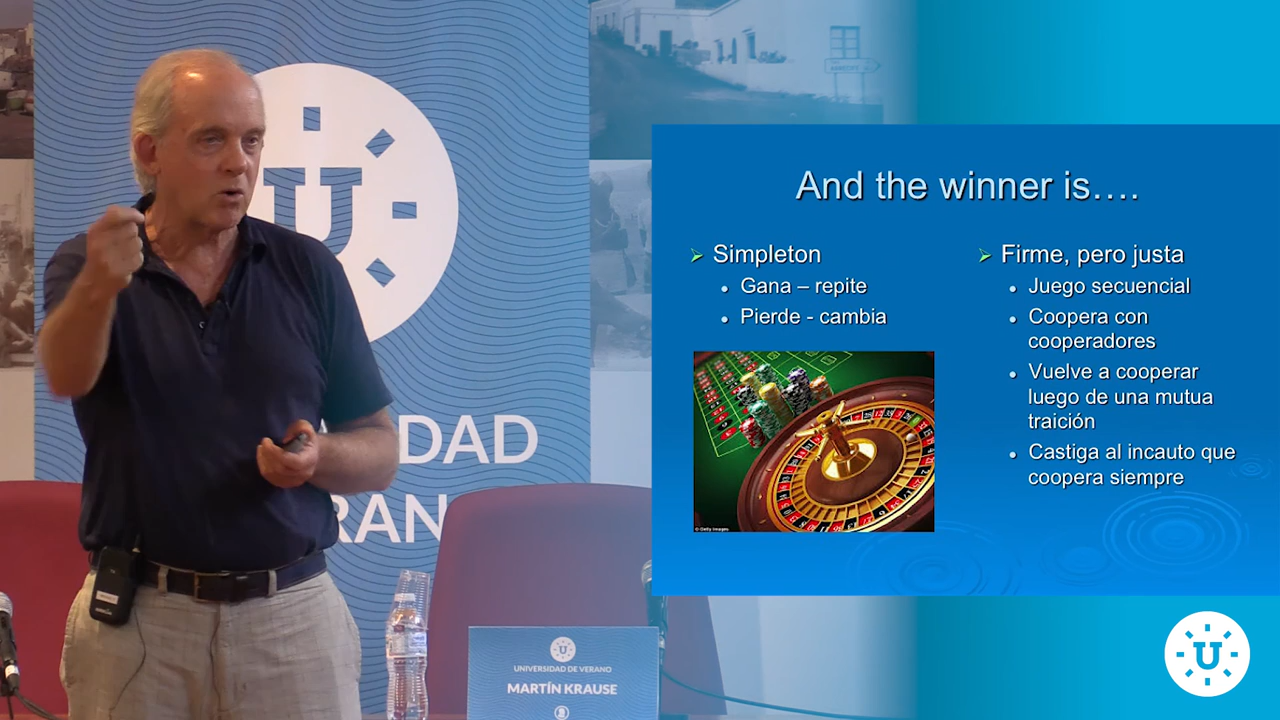 U
DAD
RAN
UNIVERSIDAD DE VERANO
MARTÍN KRAUSE
And the winner is….
Simpleton
Gana – repite
Pierde - cambia
© Getty Images
Firme, pero justa
Juego secuencial
Coopera con
cooperadores
Vuelve a cooperar
luego de una mutua
traición
Castiga al incauto que
coopera siempre
U